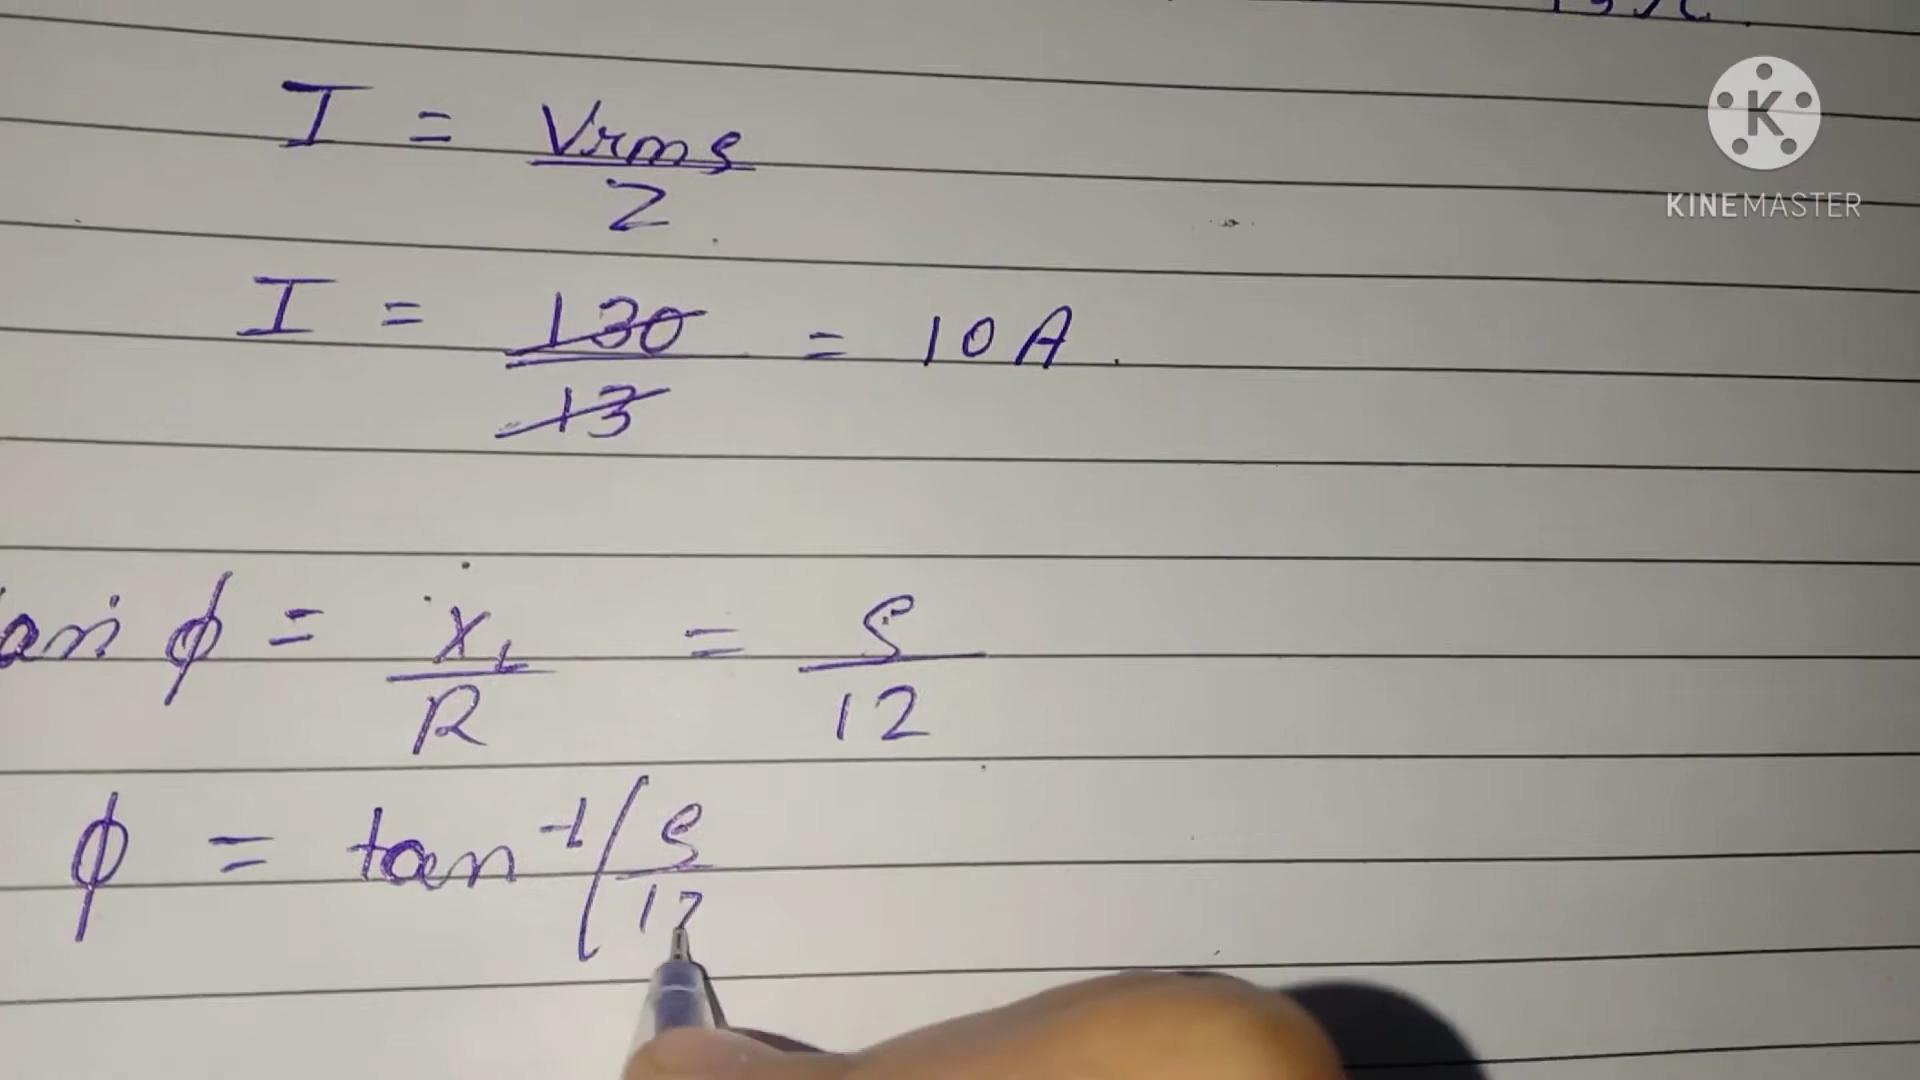 I = Vrms / Z
I = 130 / 13 = 10 A.
tan ϕ = X_L / R = 5 / 12
ϕ = tan⁻¹ ( 5 / 12
K
KINEMASTER